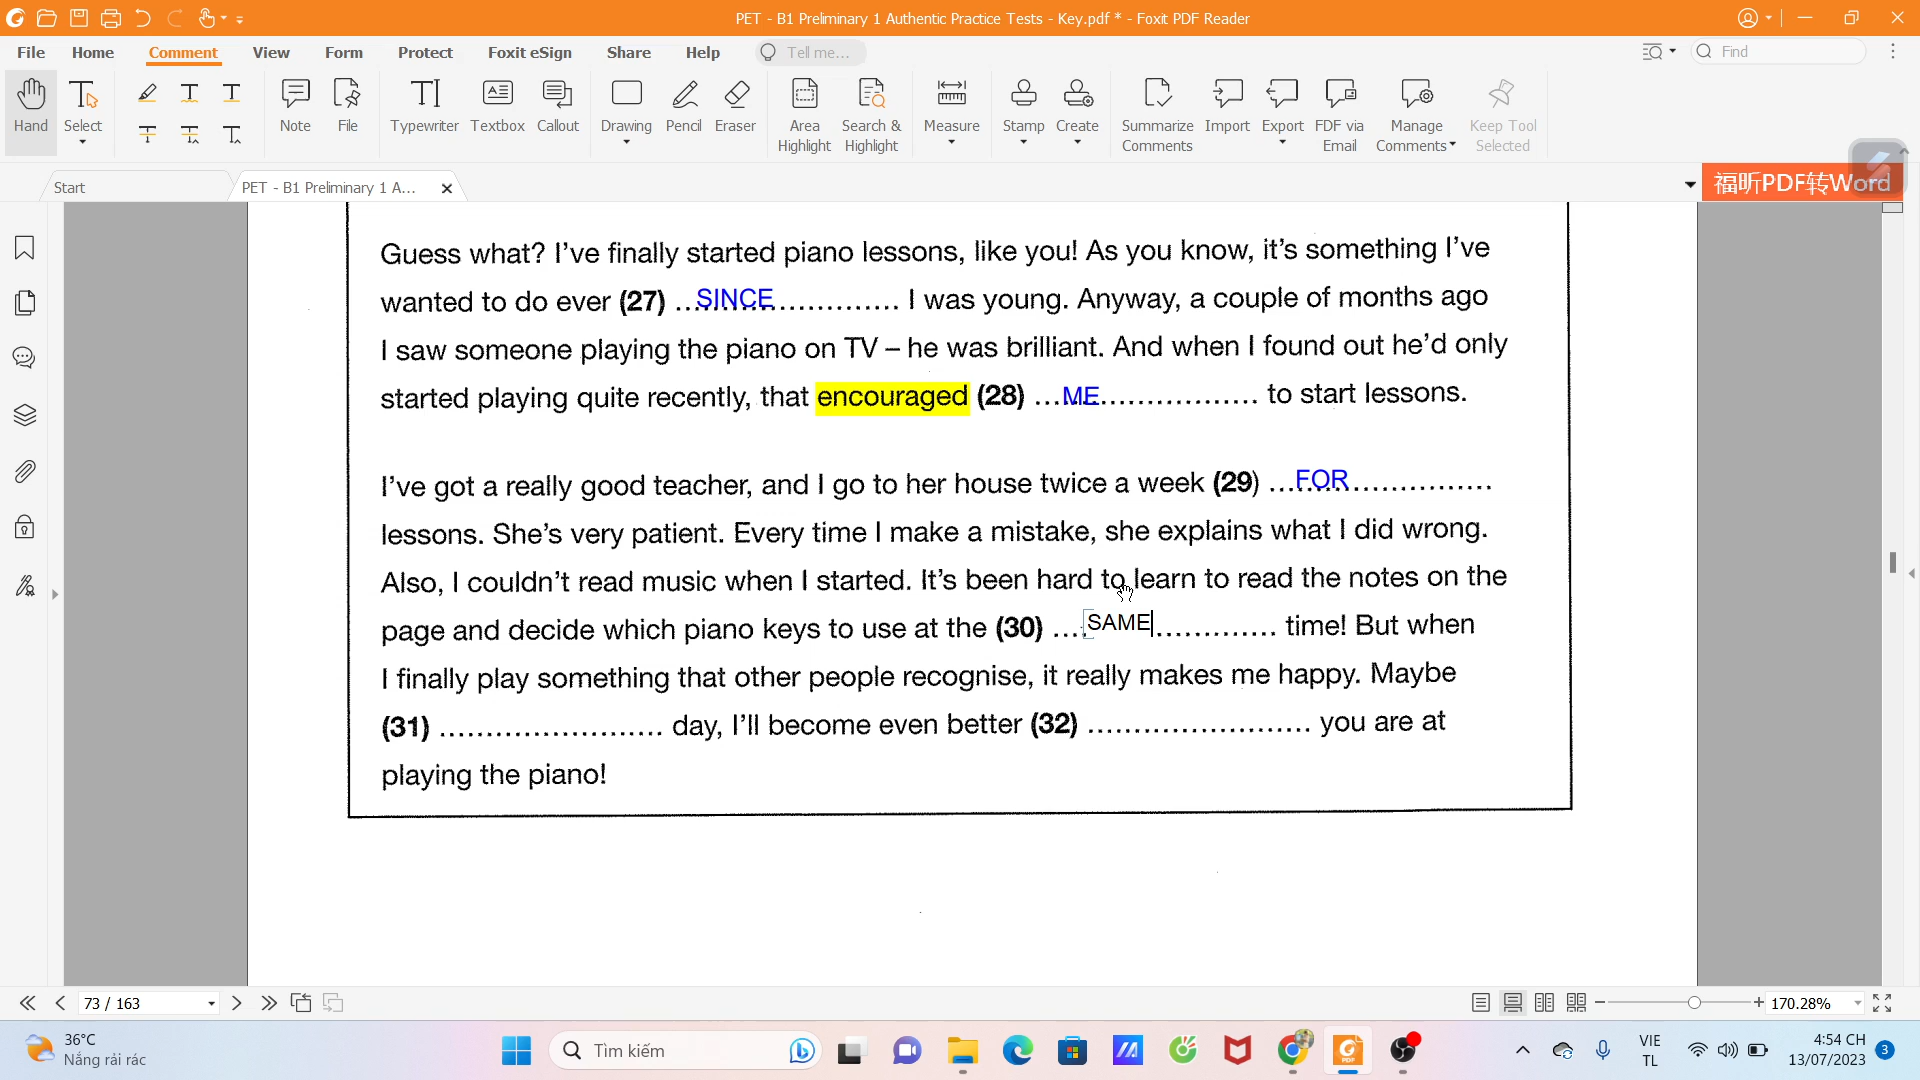 PET - B1 Preliminary 1 Authentic Practice Tests - Key.pdf * - Foxit PDF Reader
File Home Comment View Form Protect Foxit eSign Share Help Tell me... Find
Hand Select Note File Typewriter Textbox Callout Drawing Pencil Eraser Area Highlight Search & Highlight Measure Stamp Create Summarize Comments Import Export FDF via Email Manage Comments Keep Tool Selected
Start PET - B1 Preliminary 1 A... 福昕PDF转Word
Guess what? I've finally started piano lessons, like you! As you know, it's something I've
wanted to do ever (27) ...SINCE.............. I was young. Anyway, a couple of months ago
I saw someone playing the piano on TV – he was brilliant. And when I found out he'd only
started playing quite recently, that encouraged (28) ...ME.................. to start lessons.
I've got a really good teacher, and I go to her house twice a week (29) ...FOR................
lessons. She's very patient. Every time I make a mistake, she explains what I did wrong.
Also, I couldn't read music when I started. It's been hard to learn to read the notes on the
page and decide which piano keys to use at the (30) ....SAME.............. time! But when
I finally play something that other people recognise, it really makes me happy. Maybe
(31) ........................ day, I'll become even better (32) ........................ you are at
playing the piano!
73 / 163 170.28%
36°C
Nắng rải rác
Tìm kiếm
VIE
TL
4:54 CH
13/07/2023
3